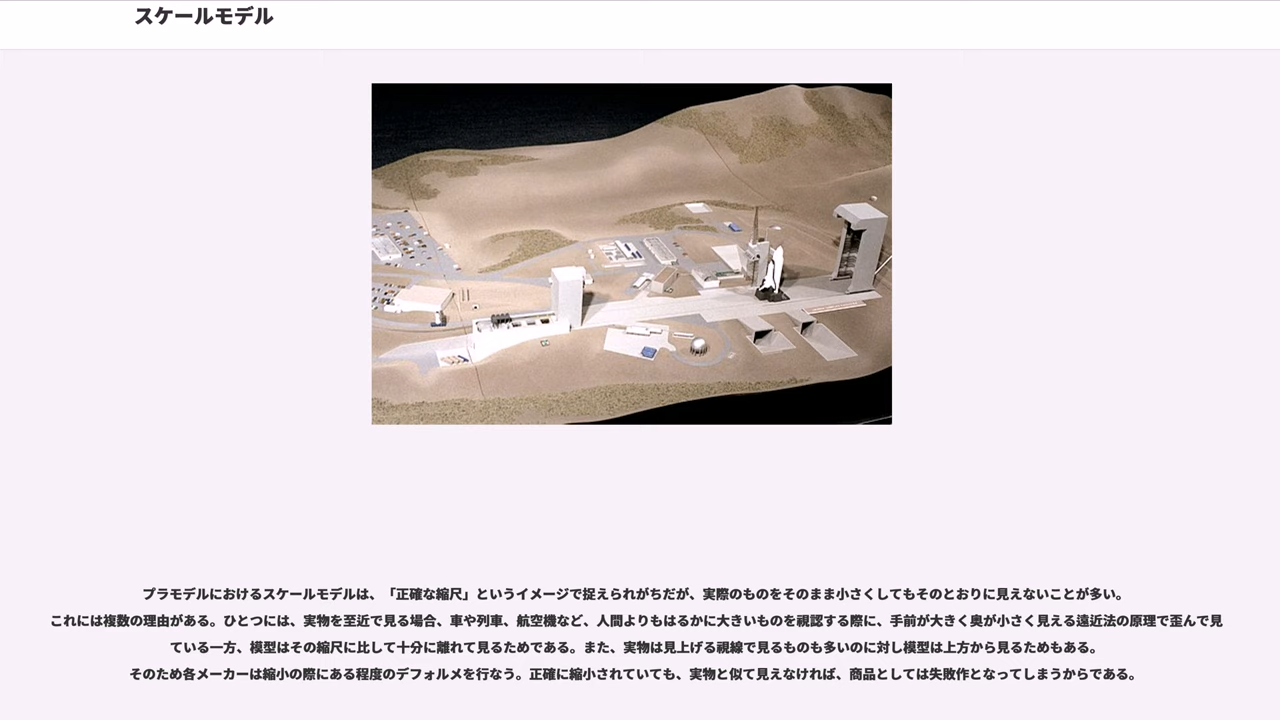 スケールモデル
プラモデルにおけるスケールモデルは、「正確な縮尺」というイメージで捉えられがちだが、実際のものをそのまま小さくしてもそのとおりに見えないことが多い。
これには複数の理由がある。ひとつには、実物を至近で見る場合、車や列車、航空機など、人間よりもはるかに大きいものを視認する際に、手前が大きく奥が小さく見える遠近法の原理で歪んで見
ている一方、模型はその縮尺に比して十分に離れて見るためである。また、実物は見上げる視線で見るものも多いのに対し模型は上方から見るためもある。
そのため各メーカーは縮小の際にある程度のデフォルメを行なう。正確に縮小されていても、実物と似て見えなければ、商品としては失敗作となってしまうからである。